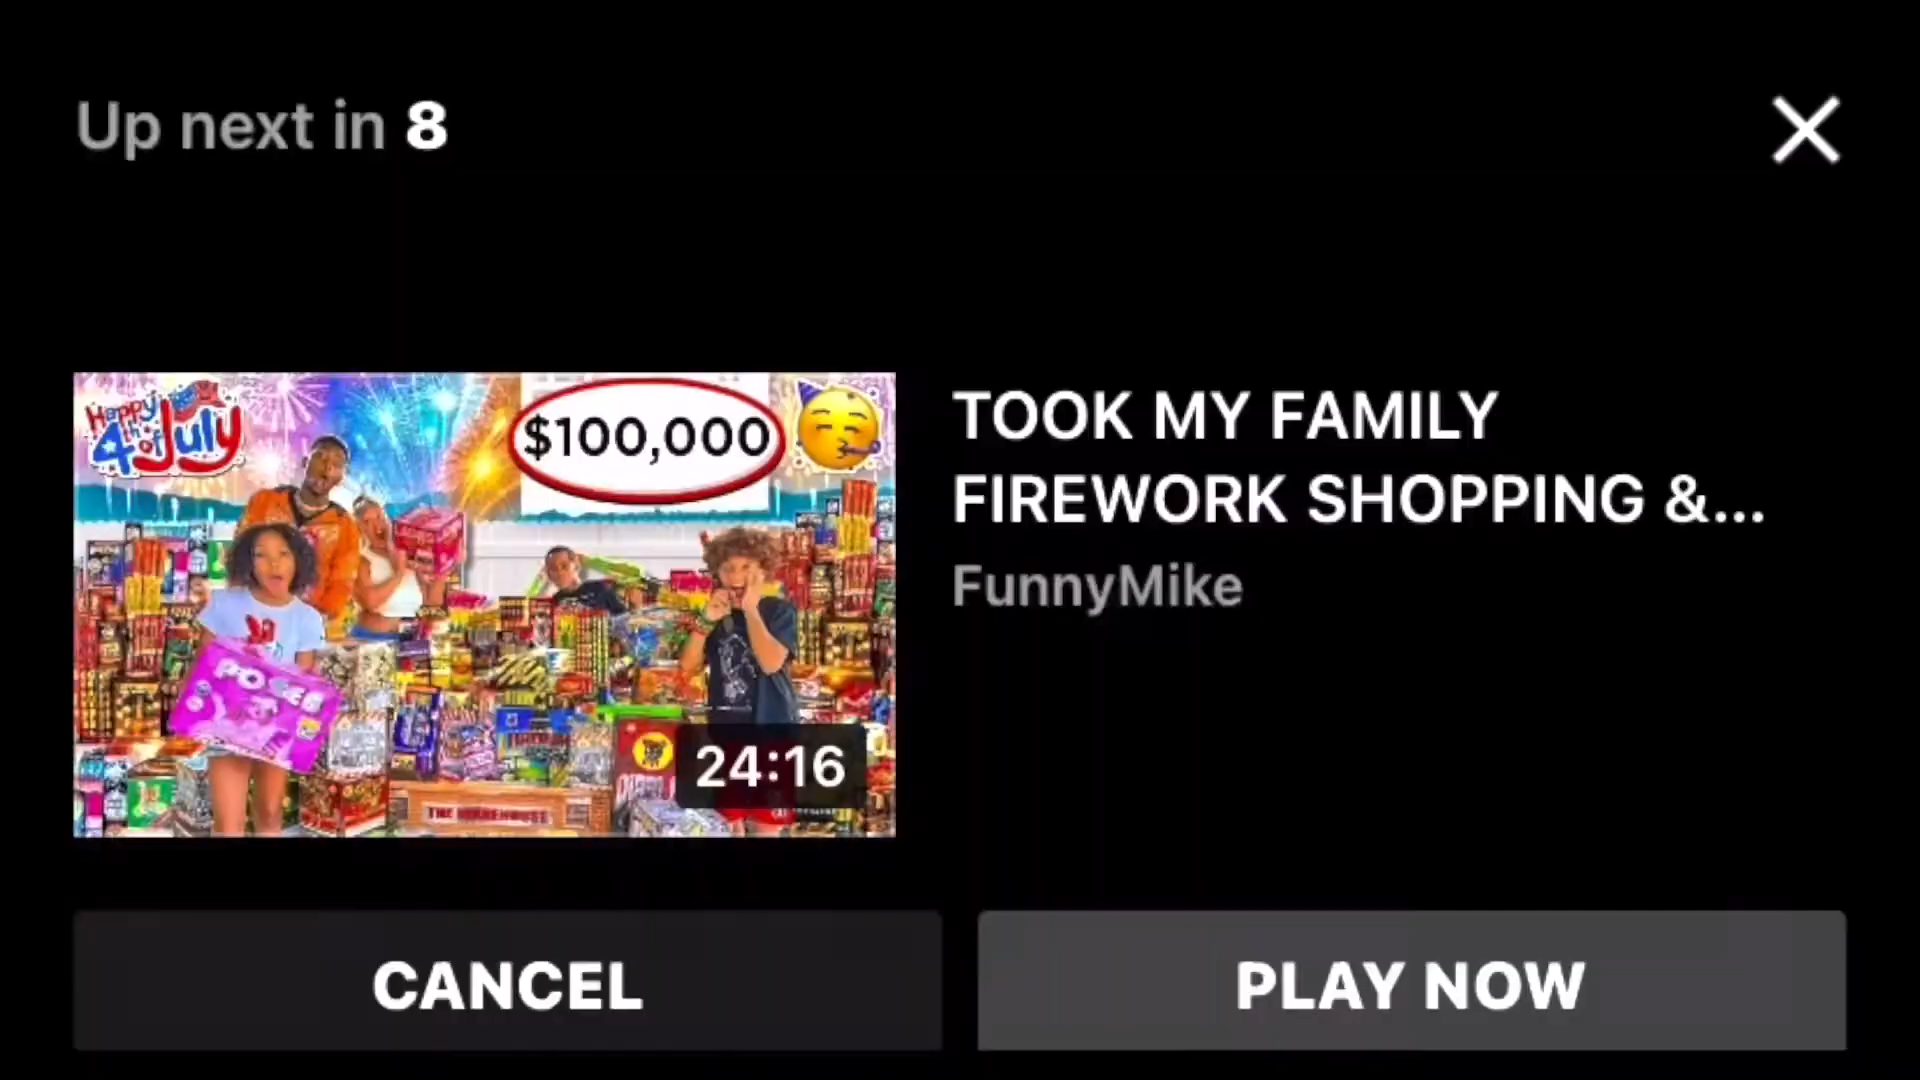 Up next in 8
Happy
4th of July
$100,000
TOOK MY FAMILY
FIREWORK SHOPPING &...
FunnyMike
24:16
CANCEL
PLAY NOW